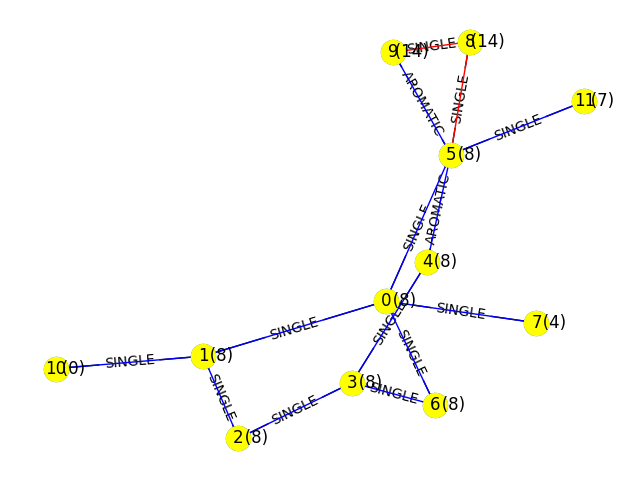 9(14)
SINGLE
8(14)
AROMATIC
SINGLE
11(7)
SINGLE
5(8)
SINGLE
AROMATIC
4(8)
0(8)
SINGLE
7(4)
SINGLE
SINGLE
1(8)
SINGLE
10(0)
SINGLE
SINGLE
3(8)
SINGLE
6(8)
SINGLE
2(8)